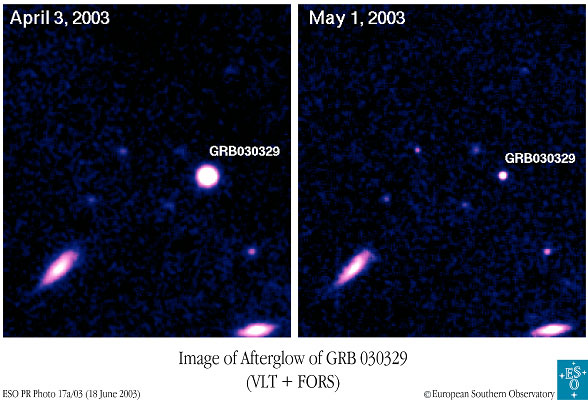 April 3, 2003
May 1, 2003
GRB030329
GRB030329
Image of Afterglow of GRB 030329
(VLT + FORS)
ESO PR Photo 17a/03 (18 June 2003)
© European Southern Observatory
ESO